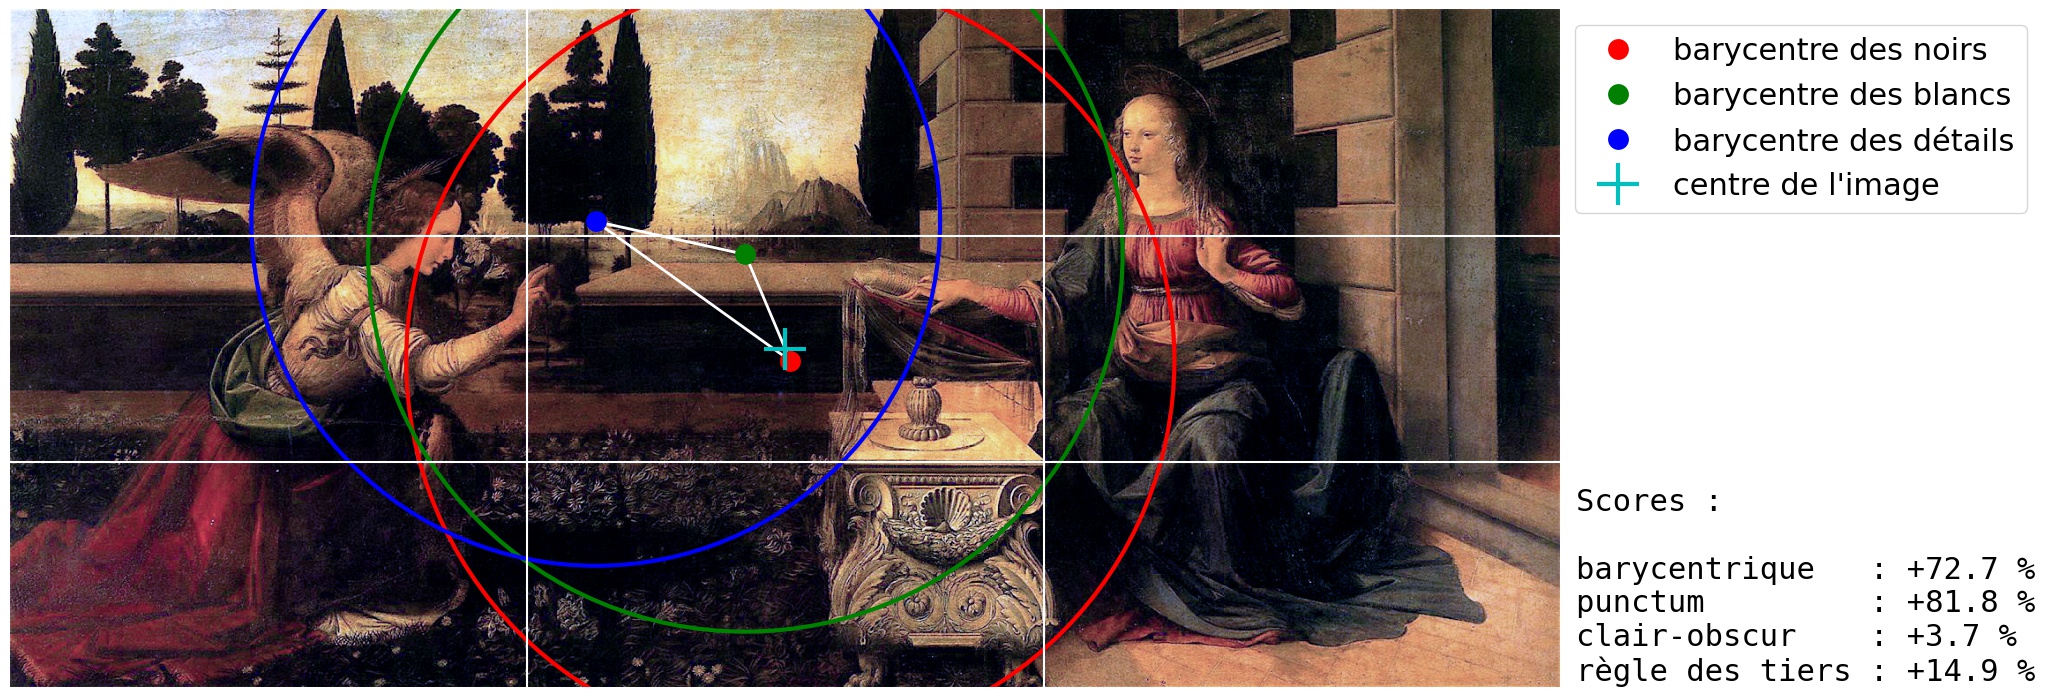 barycentre des noirs
barycentre des blancs
barycentre des détails
centre de l'image
Scores :
barycentrique : +72.7 %
punctum : +81.8 %
clair-obscur : +3.7 %
règle des tiers : +14.9 %